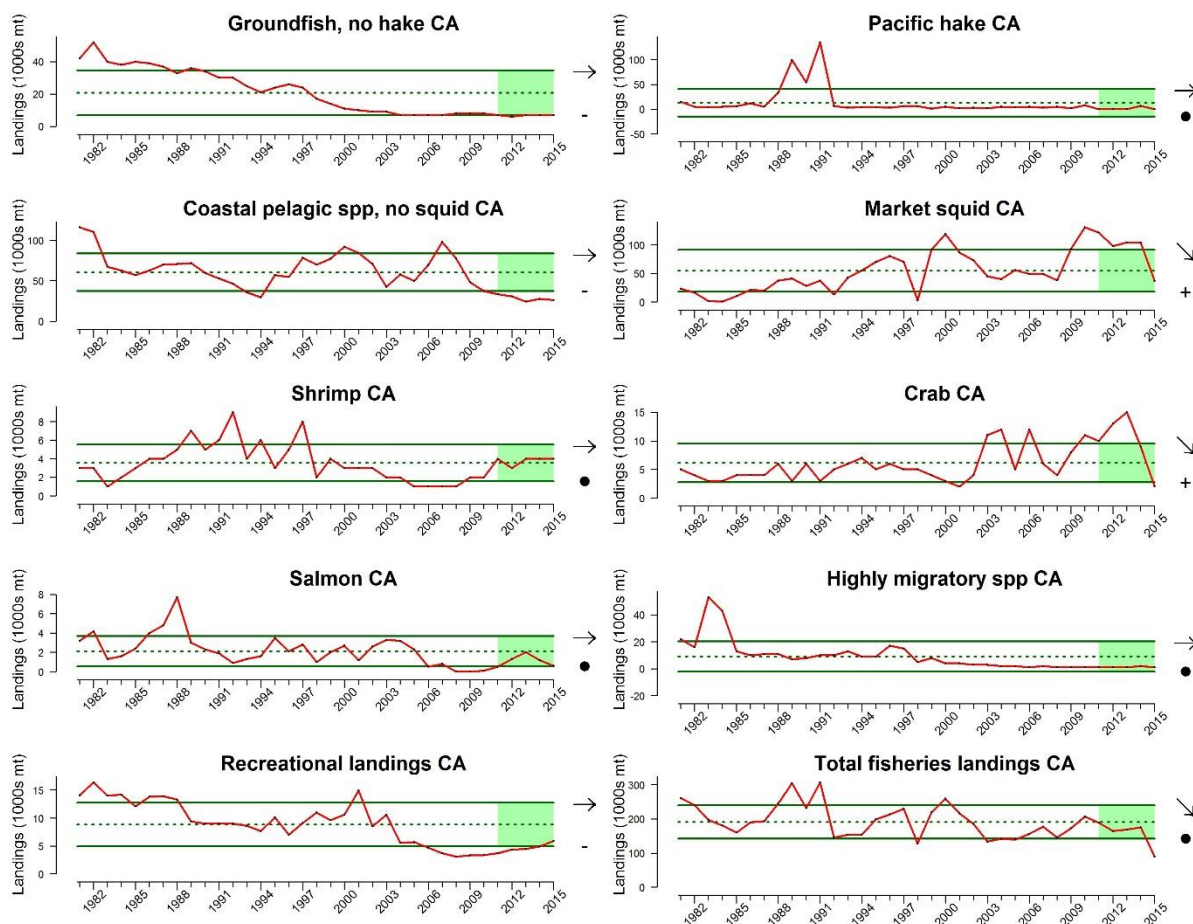 Groundfish, no hake CA
Landings (1000s mt)
40
20
0
1982 1985 1988 1991 1994 1997 2000 2003 2006 2009 2012 2015
-
Pacific hake CA
Landings (1000s mt)
100
50
0
-50
1982 1985 1988 1991 1994 1997 2000 2003 2006 2009 2012 2015
Coastal pelagic spp, no squid CA
Landings (1000s mt)
100
50
0
1982 1985 1988 1991 1994 1997 2000 2003 2006 2009 2012 2015
-
Market squid CA
Landings (1000s mt)
100
50
0
1982 1985 1988 1991 1994 1997 2000 2003 2006 2009 2012 2015
+
Shrimp CA
Landings (1000s mt)
8
6
4
2
0
1982 1985 1988 1991 1994 1997 2000 2003 2006 2009 2012 2015
Crab CA
Landings (1000s mt)
15
10
5
0
1982 1985 1988 1991 1994 1997 2000 2003 2006 2009 2012 2015
+
Salmon CA
Landings (1000s mt)
8
6
4
2
0
1982 1985 1988 1991 1994 1997 2000 2003 2006 2009 2012 2015
Highly migratory spp CA
Landings (1000s mt)
40
20
0
-20
1982 1985 1988 1991 1994 1997 2000 2003 2006 2009 2012 2015
Recreational landings CA
Landings (1000s mt)
15
10
5
0
1982 1985 1988 1991 1994 1997 2000 2003 2006 2009 2012 2015
-
Total fisheries landings CA
Landings (1000s mt)
300
200
100
0
1982 1985 1988 1991 1994 1997 2000 2003 2006 2009 2012 2015